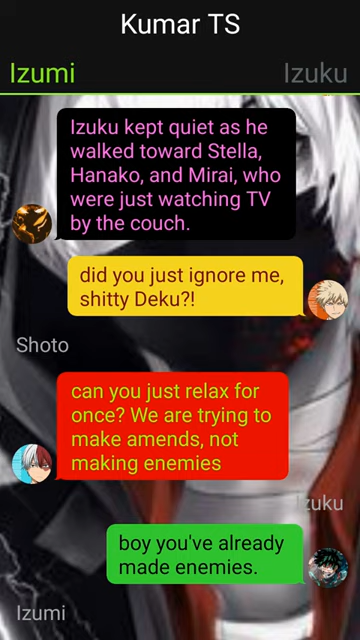 Kumar TS
Izumi
Izuku
Izuku kept quiet as he
walked toward Stella,
Hanako, and Mirai, who
were just watching TV
by the couch.
did you just ignore me,
shitty Deku?!
Shoto
can you just relax for
once? We are trying to
make amends, not
making enemies
Izuku
boy you've already
made enemies.
Izumi